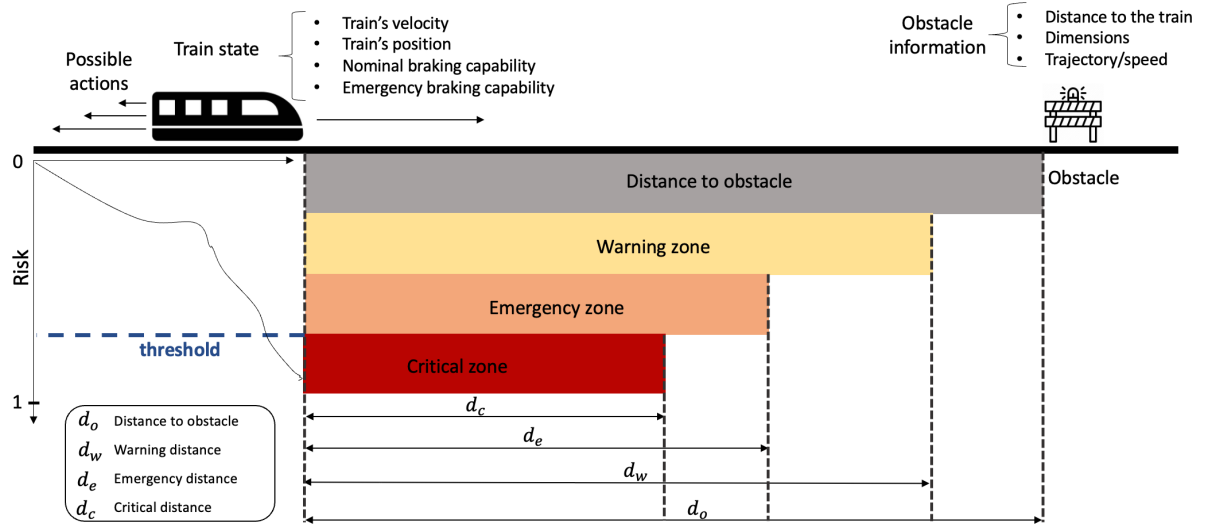 Possible
actions
Train state
• Train's velocity
• Train's position
• Nominal braking capability
• Emergency braking capability
Obstacle
information
• Distance to the train
• Dimensions
• Trajectory/speed
0
Distance to obstacle
Obstacle
Warning zone
Risk
Emergency zone
threshold
Critical zone
1
d_c
d_e
d_w
d_o
d_o Distance to obstacle
d_w Warning distance
d_e Emergency distance
d_c Critical distance